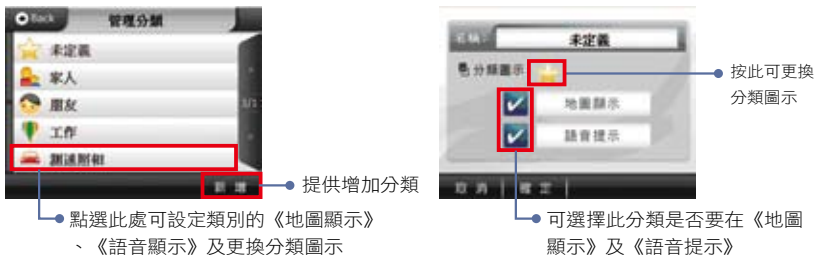 Back
管理分類
未定義
家人
朋友
1/1
工作
測速照相
新增
提供增加分類
點選此處可設定類別的《地圖顯示》
、《語音顯示》及更換分類圖示
名稱:
未定義
分類圖示
按此可更換
分類圖示
地圖顯示
語音提示
取消
確定
可選擇此分類是否要在《地圖
顯示》及《語音提示》